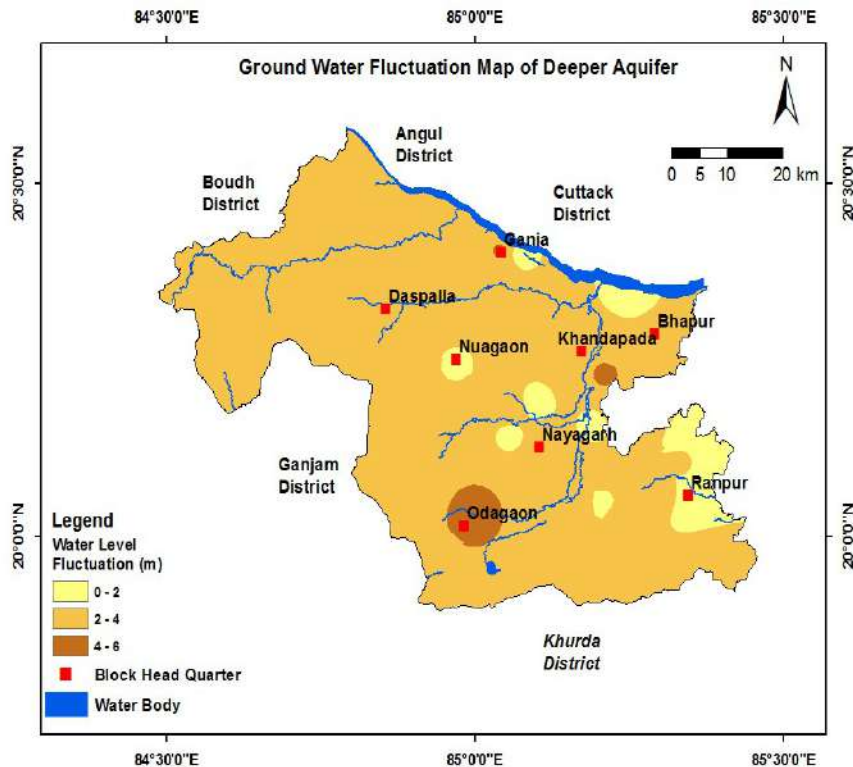 84°30'0"E
85°0'0"E
85°30'0"E
Ground Water Fluctuation Map of Deeper Aquifer
N
0 5 10 20 km
20°30'0"N
20°30'0"N
Angul
District
Boudh
District
Cuttack
District
Gania
Daspalla
Bhapur
Khandapada
Nuagaon
Nayagarh
Ganjam
District
Ranpur
Odagaon
20°0'0"N
20°0'0"N
Legend
Water Level
Fluctuation (m)
0 - 2
2 - 4
4 - 6
Block Head Quarter
Water Body
Khurda
District
84°30'0"E
85°0'0"E
85°30'0"E